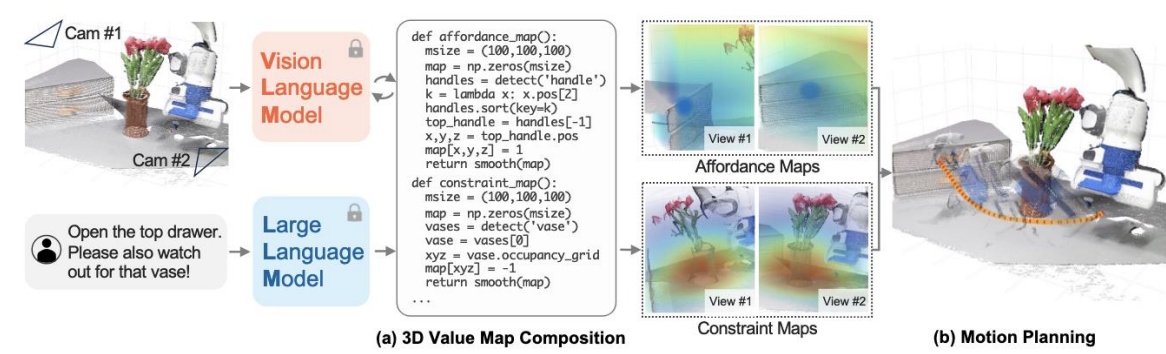 Cam #1
Cam #2
Open the top drawer.
Please also watch
out for that vase!
Vision
Language
Model
Large
Language
Model
def affordance_map():
msize = (100,100,100)
map = np.zeros(msize)
handles = detect('handle')
k = lambda x: x.pos[2]
handles.sort(key=k)
top_handle = handles[-1]
x,y,z = top_handle.pos
map[x,y,z] = 1
return smooth(map)
def constraint_map():
msize = (100,100,100)
map = np.zeros(msize)
vases = detect('vase')
vase = vases[0]
xyz = vase.occupancy_grid
map[xyz] = -1
return smooth(map)
...
View #1
View #2
Affordance Maps
View #1
View #2
Constraint Maps
(a) 3D Value Map Composition
(b) Motion Planning